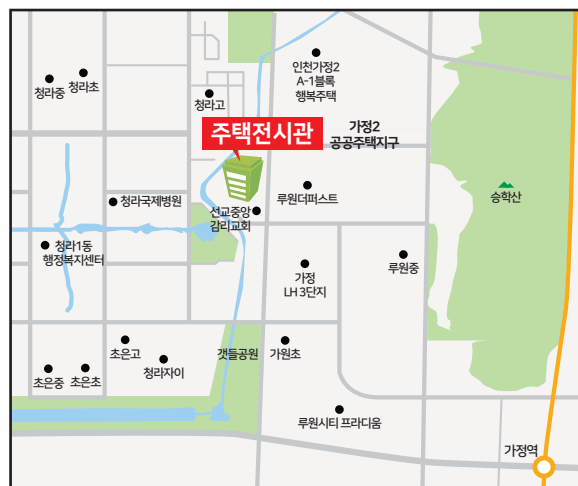 청라중
청라초
청라고
인천가정2
A-1블록
행복주택
주택전시관
가정2
공공주택지구
청라국제병원
선교중앙
감리교회
루원더퍼스트
승학산
청라1동
행정복지센터
가정
LH 3단지
루원중
초은고
청라자이
초은중
초은초
갯들공원
가원초
루원시티 프라디움
가정역